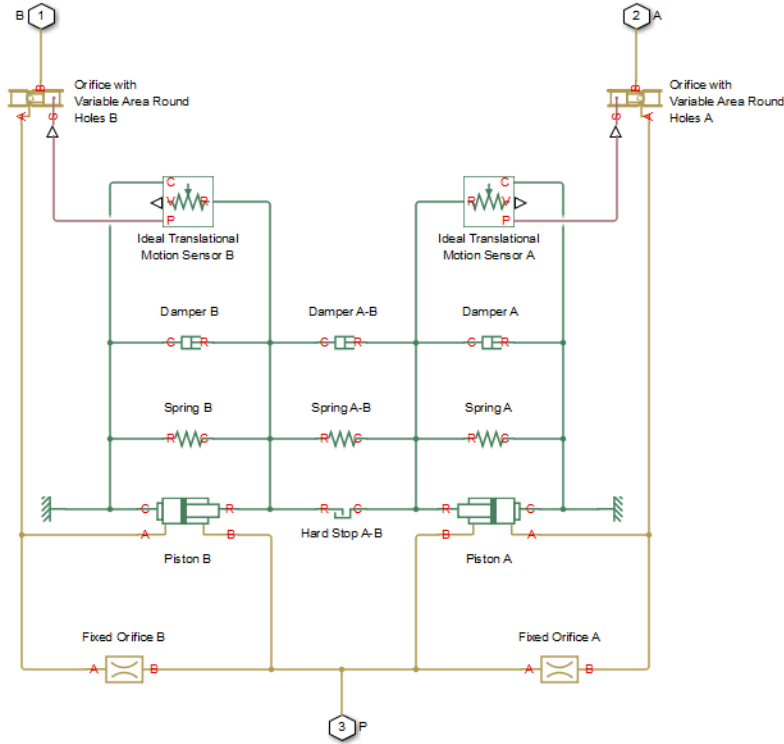 B 1
2 A
B
A
S
Orifice with
Variable Area Round
Holes B
B
A
S
Orifice with
Variable Area Round
Holes A
C
V R
P
Ideal Translational
Motion Sensor B
C
R V
P
Ideal Translational
Motion Sensor A
Damper B
Damper A-B
Damper A
C R
C R
C R
Spring B
Spring A-B
Spring A
R C
R C
R C
C R
R C
R C
Hard Stop A-B
A B
B A
Piston B
Piston A
Fixed Orifice B
Fixed Orifice A
A B
A B
3 P